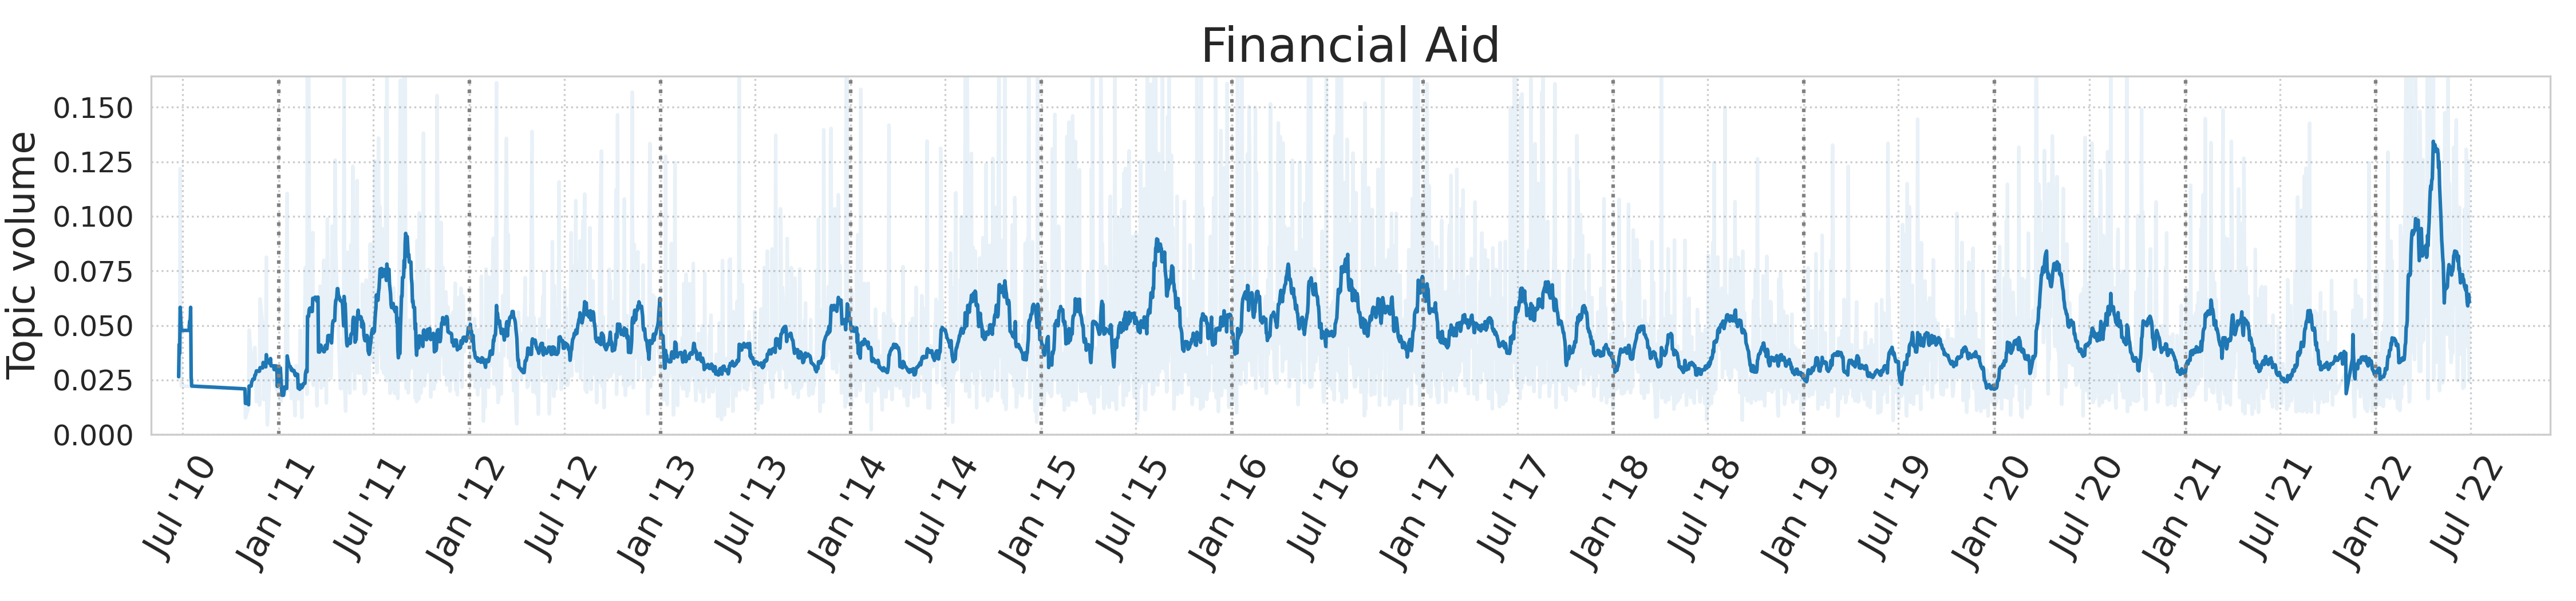 Financial Aid
Topic volume
0.150
0.125
0.100
0.075
0.050
0.025
0.000
Jul '10
Jan '11
Jul '11
Jan '12
Jul '12
Jan '13
Jul '13
Jan '14
Jul '14
Jan '15
Jul '15
Jan '16
Jul '16
Jan '17
Jul '17
Jan '18
Jul '18
Jan '19
Jul '19
Jan '20
Jul '20
Jan '21
Jul '21
Jan '22
Jul '22